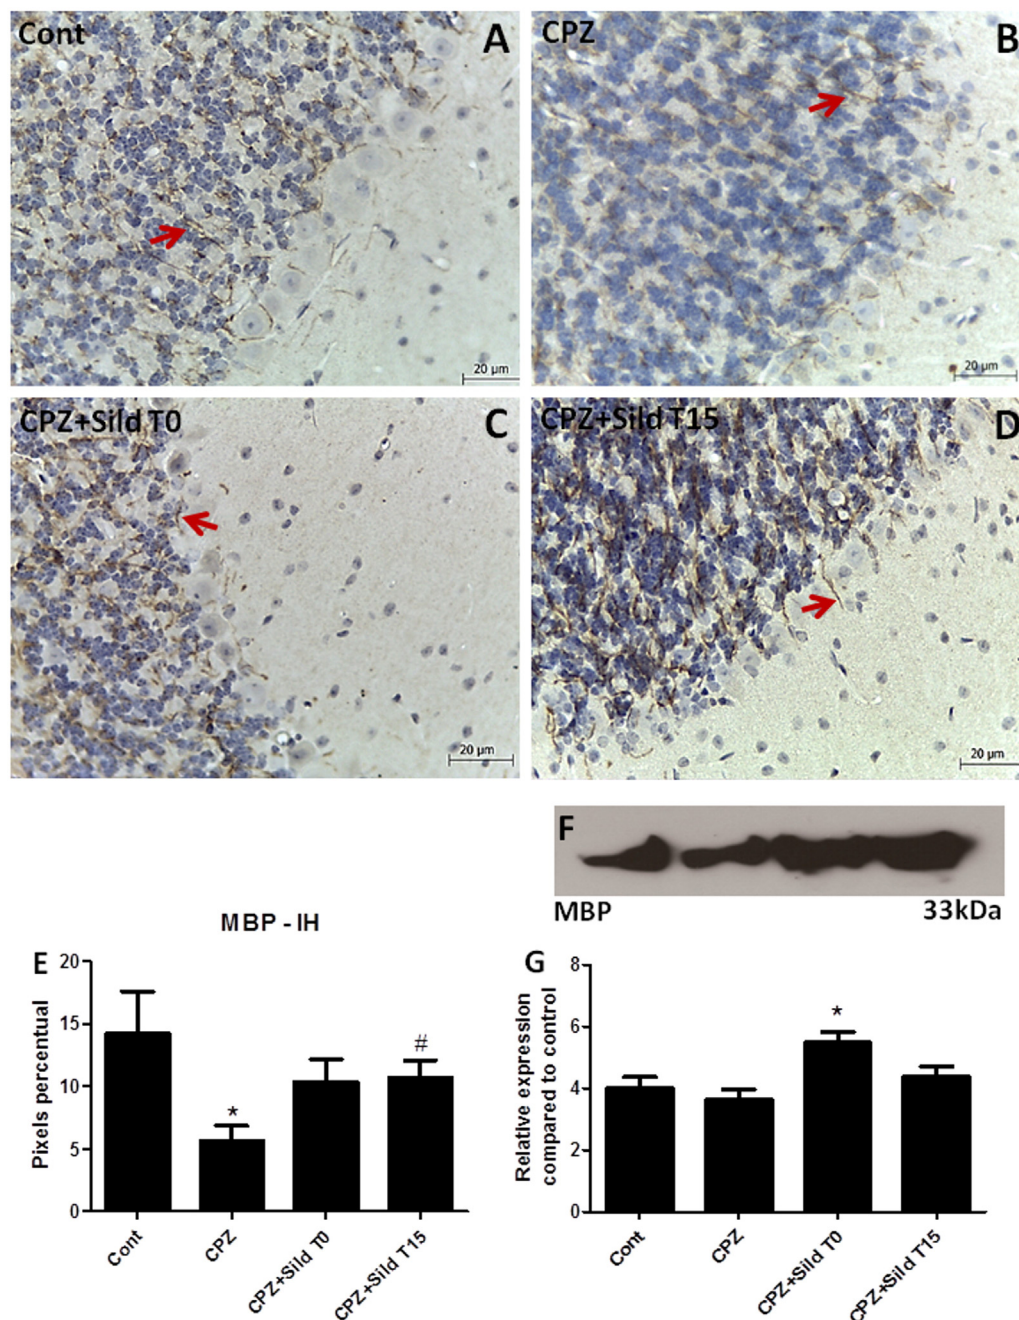 Cont
A
CPZ
B
20 µm
20 µm
CPZ+Sild T0
C
CPZ+Sild T15
D
20 µm
20 µm
F
MBP
33kDa
MBP - IH
E
20
15
10
5
0
Pixels percentual
*
#
Cont
CPZ
CPZ+Sild T0
CPZ+Sild T15
G
8
6
4
2
0
Relative expression
compared to control
*
Cont
CPZ
CPZ+Sild T0
CPZ+Sild T15